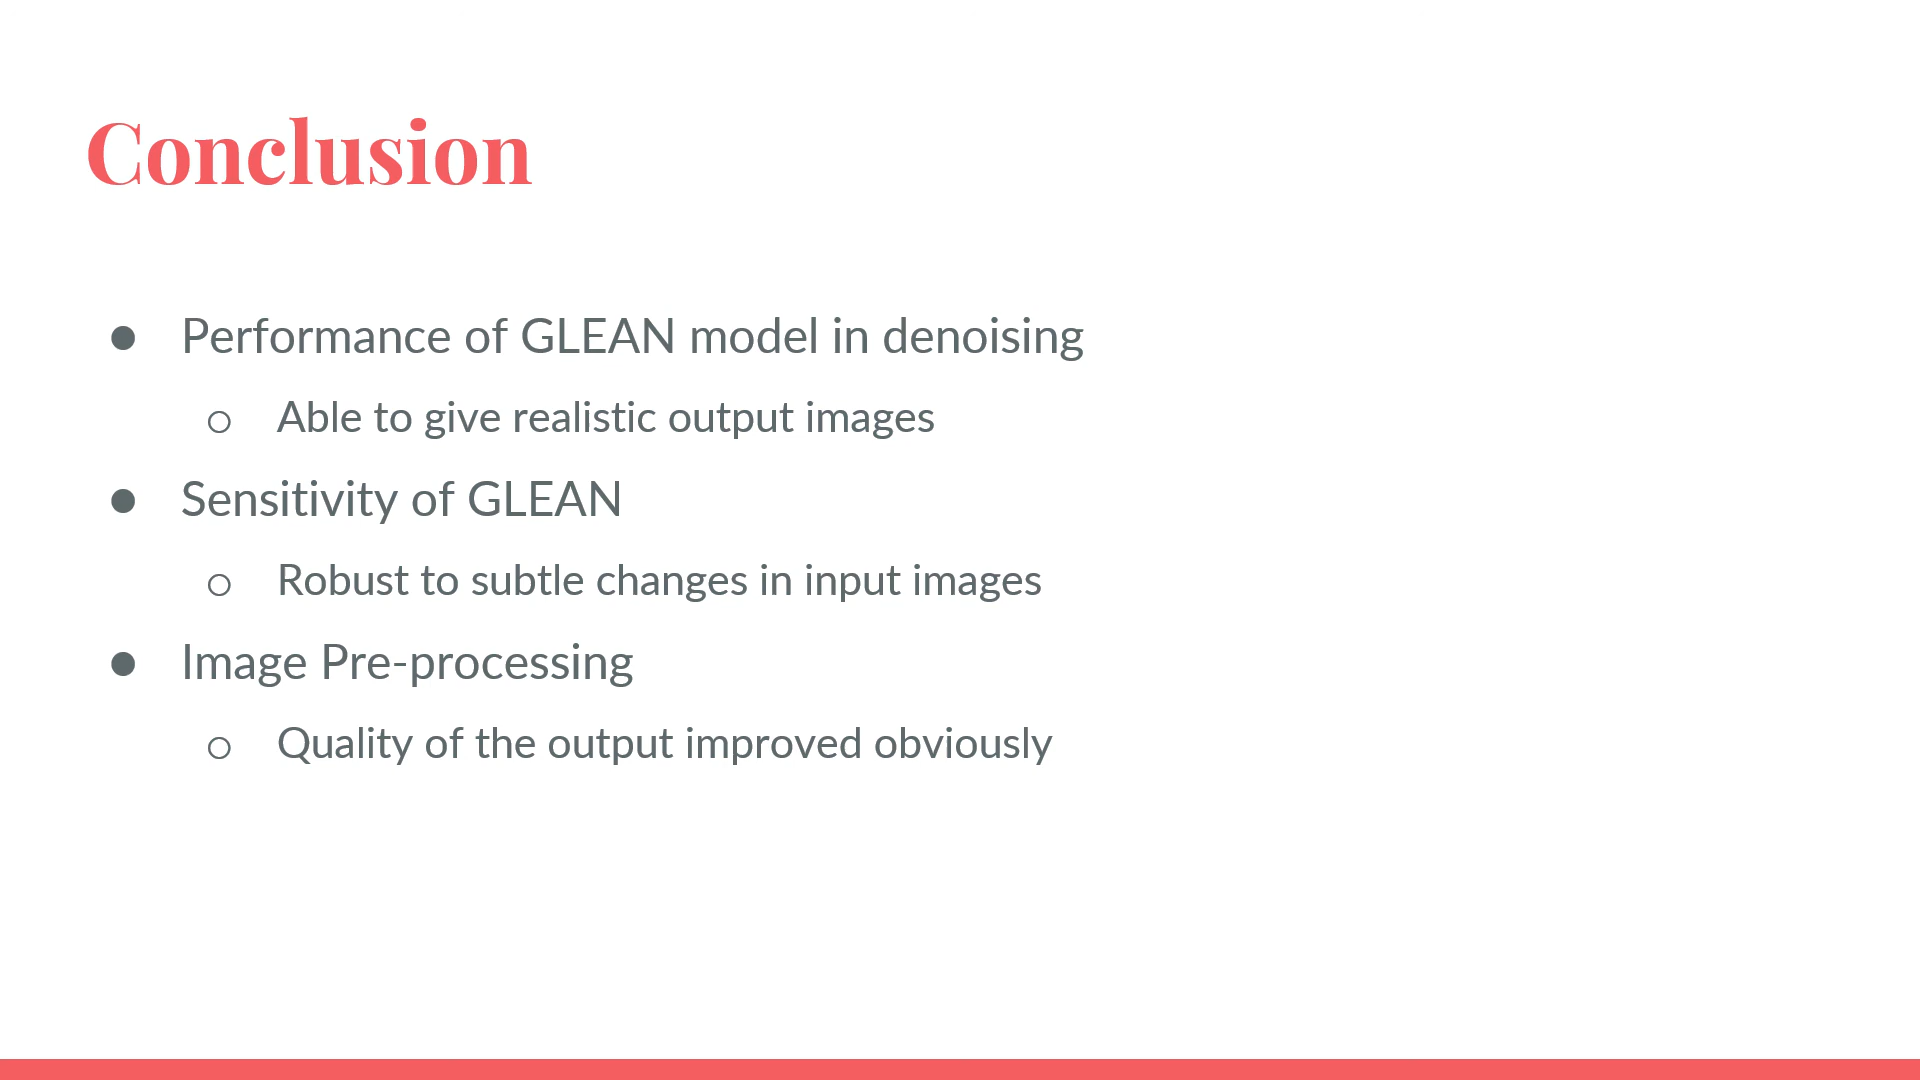 Conclusion
● Performance of GLEAN model in denoising
○ Able to give realistic output images
● Sensitivity of GLEAN
○ Robust to subtle changes in input images
● Image Pre-processing
○ Quality of the output improved obviously